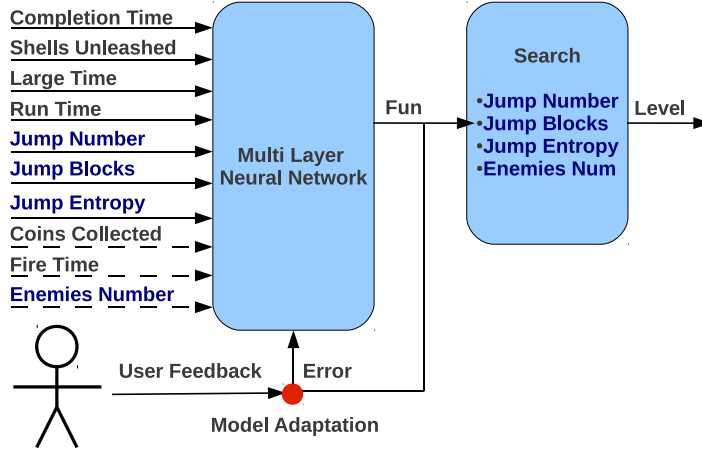 Completion Time
Shells Unleashed
Large Time
Run Time
Jump Number
Jump Blocks
Jump Entropy
Coins Collected
Fire Time
Enemies Number
Multi Layer
Neural Network
Fun
Search
•Jump Number
•Jump Blocks
•Jump Entropy
•Enemies Num
Level
User Feedback
Error
Model Adaptation